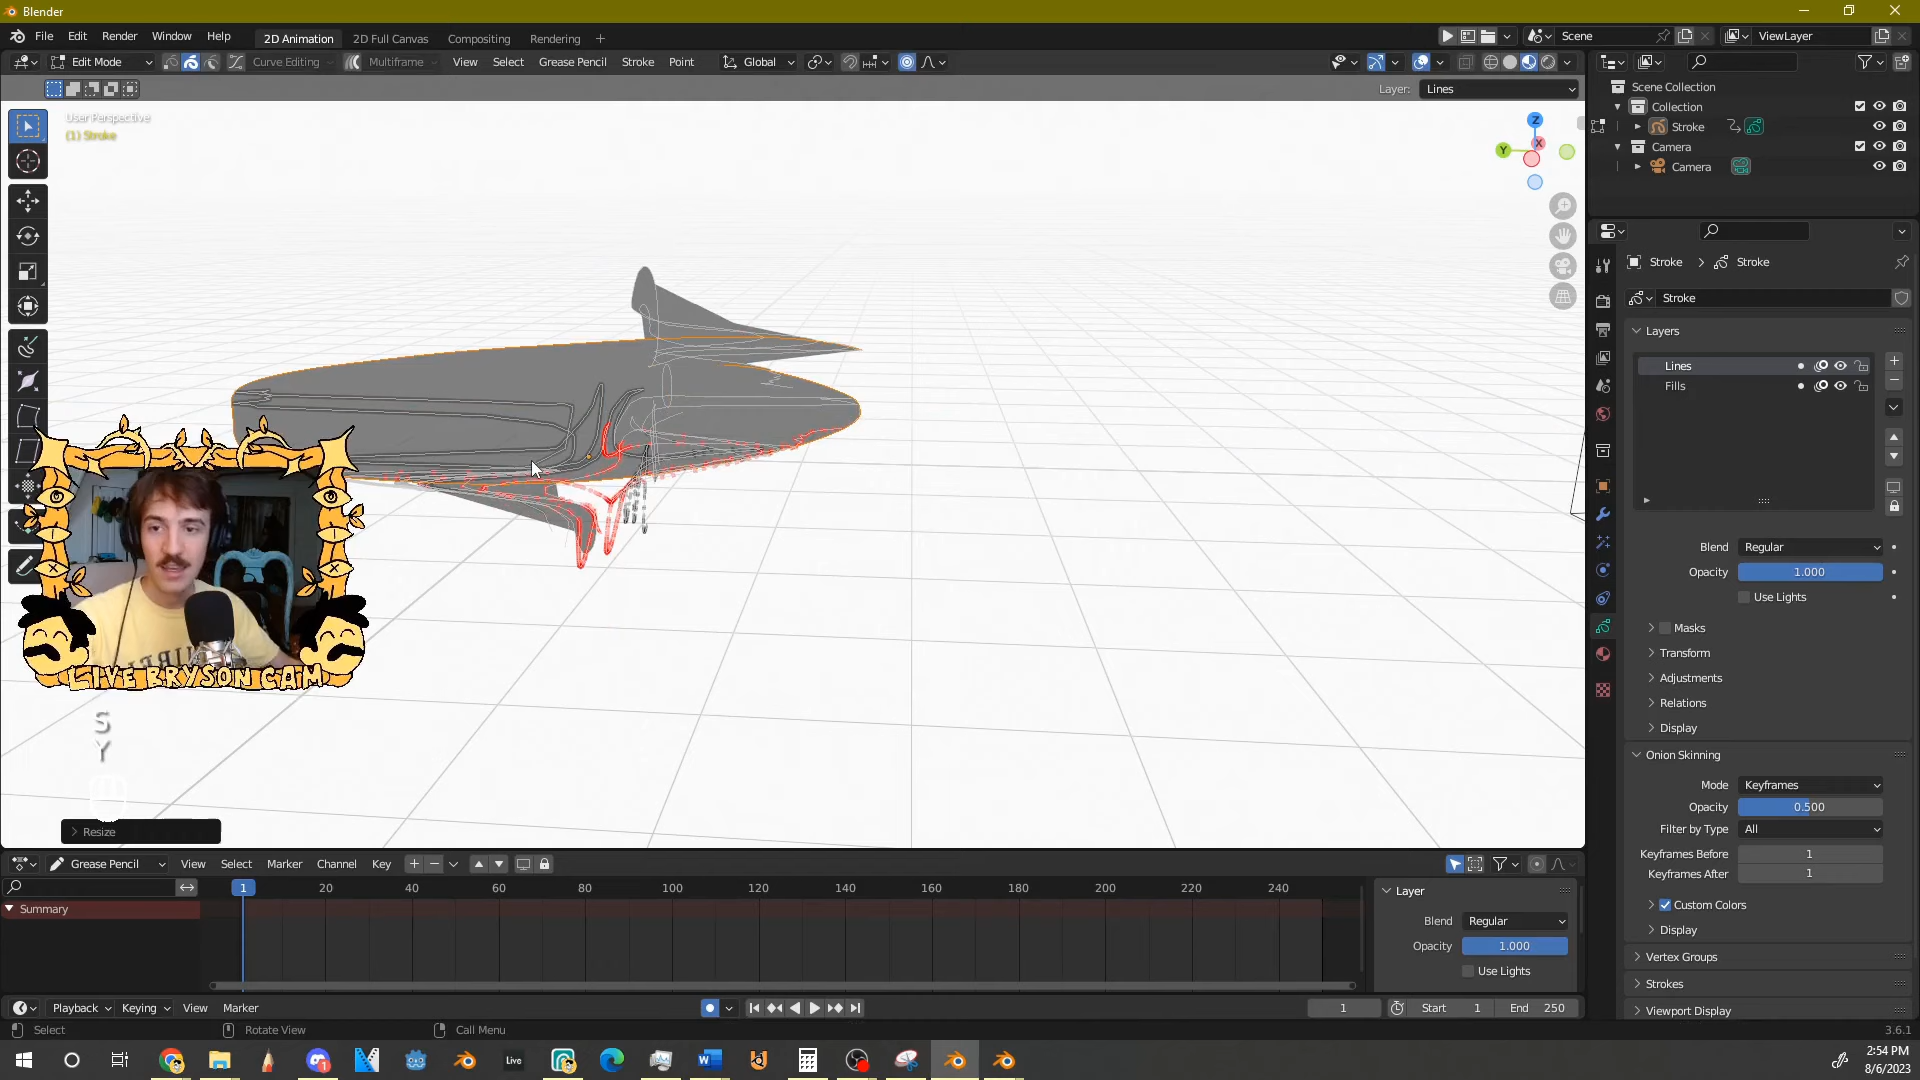 Blender
File Edit Render Window Help 2D Animation 2D Full Canvas Compositing Rendering + Scene ViewLayer
Edit Mode Curve Editing Multiframe View Select Grease Pencil Stroke Point Global
Layer: Lines
User Perspective
(1) Stroke
Z
Y
X
Scene Collection
Collection
Stroke
Camera
Camera
Stroke > Stroke
Stroke
Layers
Lines
Fills
Blend Regular
Opacity 1.000
Use Lights
Masks
Transform
Adjustments
Relations
Display
Onion Skinning
Mode Keyframes
Opacity 0.500
Filter by Type All
Keyframes Before 1
Keyframes After 1
Custom Colors
Display
Vertex Groups
Strokes
Viewport Display
LIVE BRYSON CAM
S
Y
Resize
Grease Pencil View Select Marker Channel Key
1 20 40 60 80 100 120 140 160 180 200 220 240
Summary
Layer
Blend Regular
Opacity 1.000
Use Lights
Playback Keying View Marker 1 Start 1 End 250
Select Rotate View Call Menu 3.6.1
Live
2:54 PM
8/6/2023